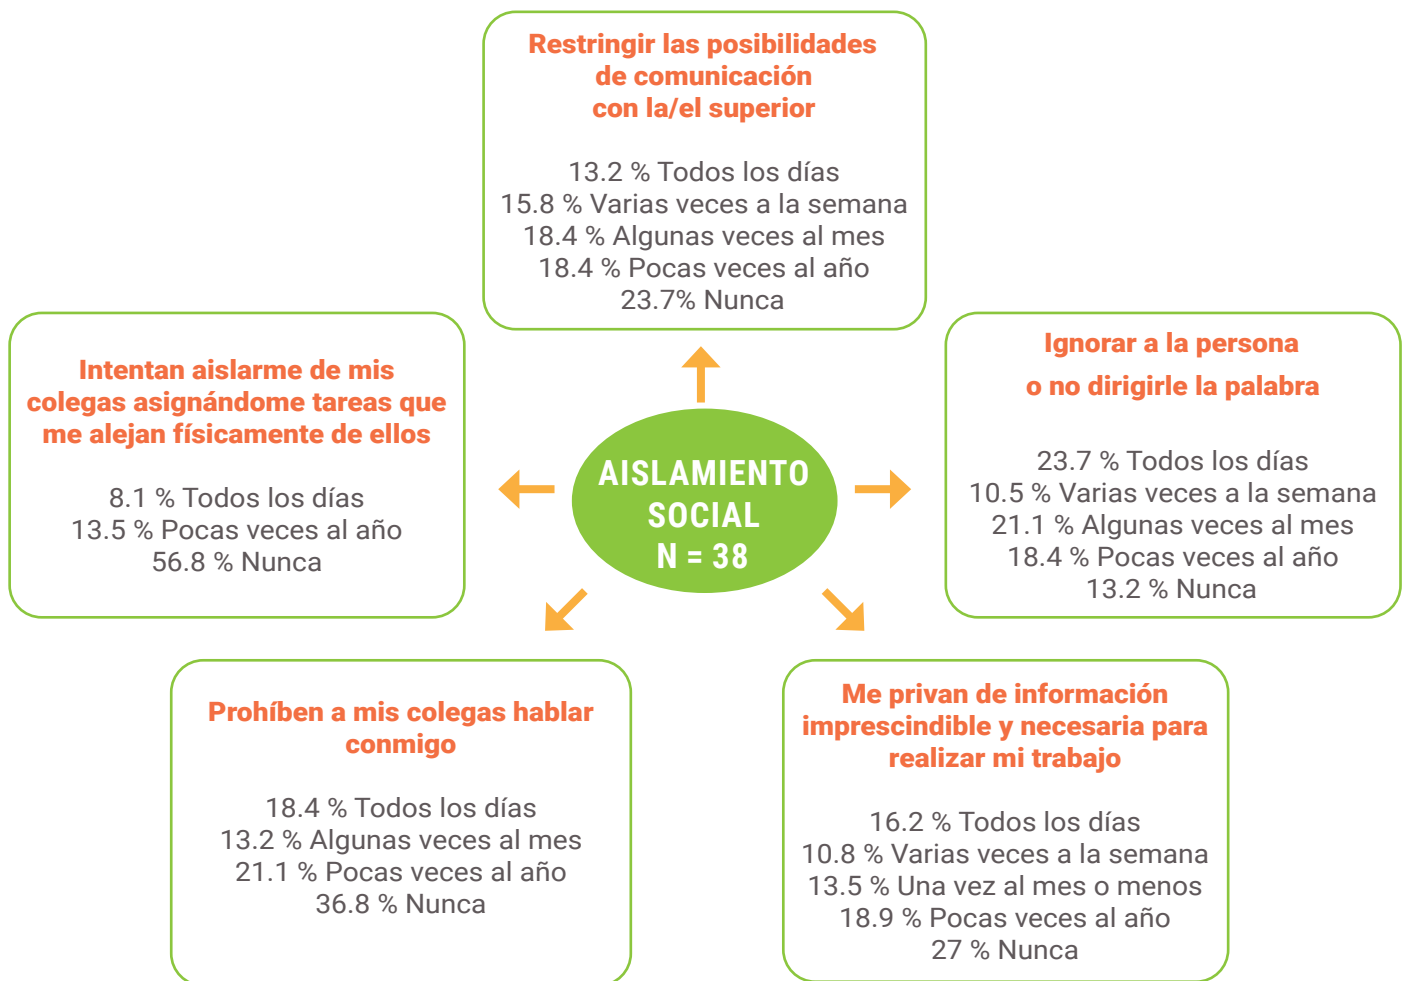 Restringir las posibilidades
de comunicación
con la/el superior
13.2 % Todos los días
15.8 % Varias veces a la semana
18.4 % Algunas veces al mes
18.4 % Pocas veces al año
23.7% Nunca
Intentan aislarme de mis
colegas asignándome tareas que
me alejan físicamente de ellos
8.1 % Todos los días
13.5 % Pocas veces al año
56.8 % Nunca
AISLAMIENTO
SOCIAL
N = 38
Ignorar a la persona
o no dirigirle la palabra
23.7 % Todos los días
10.5 % Varias veces a la semana
21.1 % Algunas veces al mes
18.4 % Pocas veces al año
13.2 % Nunca
Prohíben a mis colegas hablar
conmigo
18.4 % Todos los días
13.2 % Algunas veces al mes
21.1 % Pocas veces al año
36.8 % Nunca
Me privan de información
imprescindible y necesaria para
realizar mi trabajo
16.2 % Todos los días
10.8 % Varias veces a la semana
13.5 % Una vez al mes o menos
18.9 % Pocas veces al año
27 % Nunca